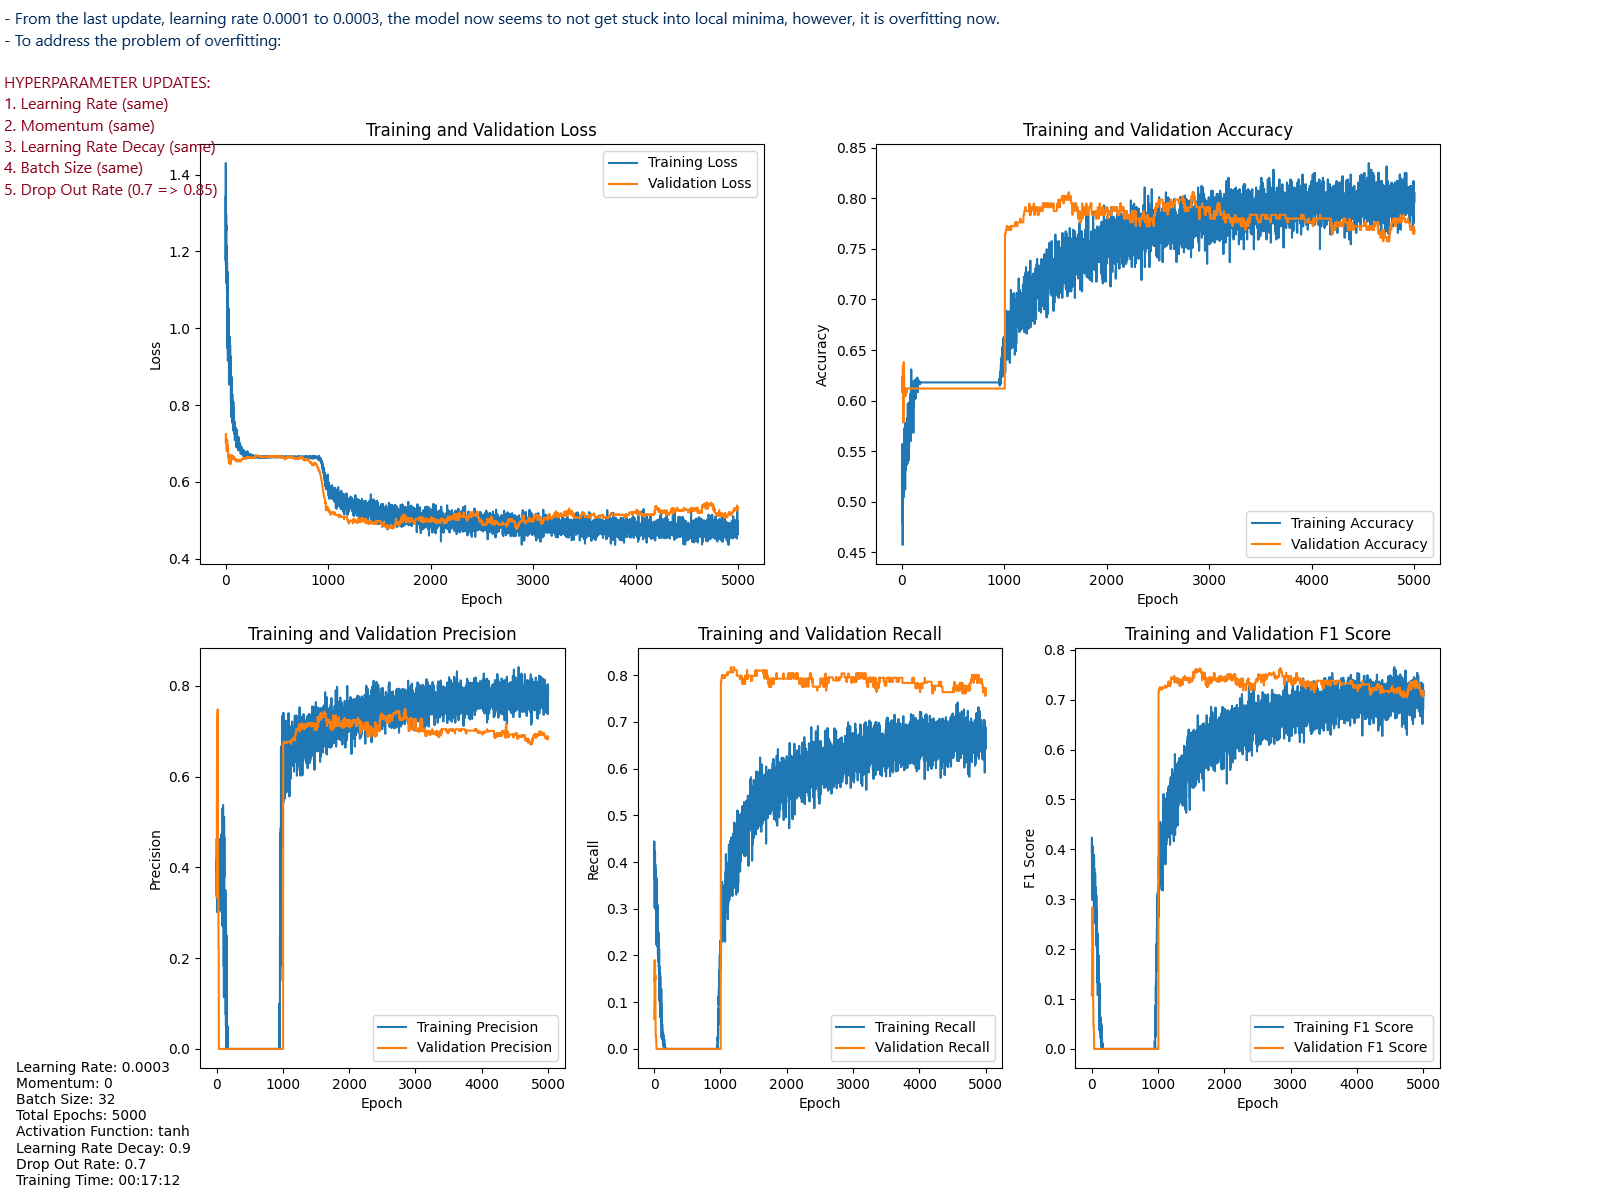 - From the last update, learning rate 0.0001 to 0.0003, the model now seems to not get stuck into local minima, however, it is overfitting now.
- To address the problem of overfitting:
HYPERPARAMETER UPDATES:
1. Learning Rate (same)
2. Momentum (same)
3. Learning Rate Decay (same)
4. Batch Size (same)
5. Drop Out Rate (0.7 => 0.85)
Training and Validation Loss
Training Loss
Validation Loss
1.4
1.2
1.0
0.8
0.6
0.4
Loss
0 1000 2000 3000 4000 5000
Epoch
Training and Validation Accuracy
0.85
0.80
0.75
0.70
0.65
0.60
0.55
0.50
0.45
Accuracy
Training Accuracy
Validation Accuracy
0 1000 2000 3000 4000 5000
Epoch
Training and Validation Precision
0.8
0.6
0.4
0.2
0.0
Precision
Training Precision
Validation Precision
0 1000 2000 3000 4000 5000
Epoch
Training and Validation Recall
0.8
0.7
0.6
0.5
0.4
0.3
0.2
0.1
0.0
Recall
Training Recall
Validation Recall
0 1000 2000 3000 4000 5000
Epoch
Training and Validation F1 Score
0.8
0.7
0.6
0.5
0.4
0.3
0.2
0.1
0.0
F1 Score
Training F1 Score
Validation F1 Score
0 1000 2000 3000 4000 5000
Epoch
Learning Rate: 0.0003
Momentum: 0
Batch Size: 32
Total Epochs: 5000
Activation Function: tanh
Learning Rate Decay: 0.9
Drop Out Rate: 0.7
Training Time: 00:17:12